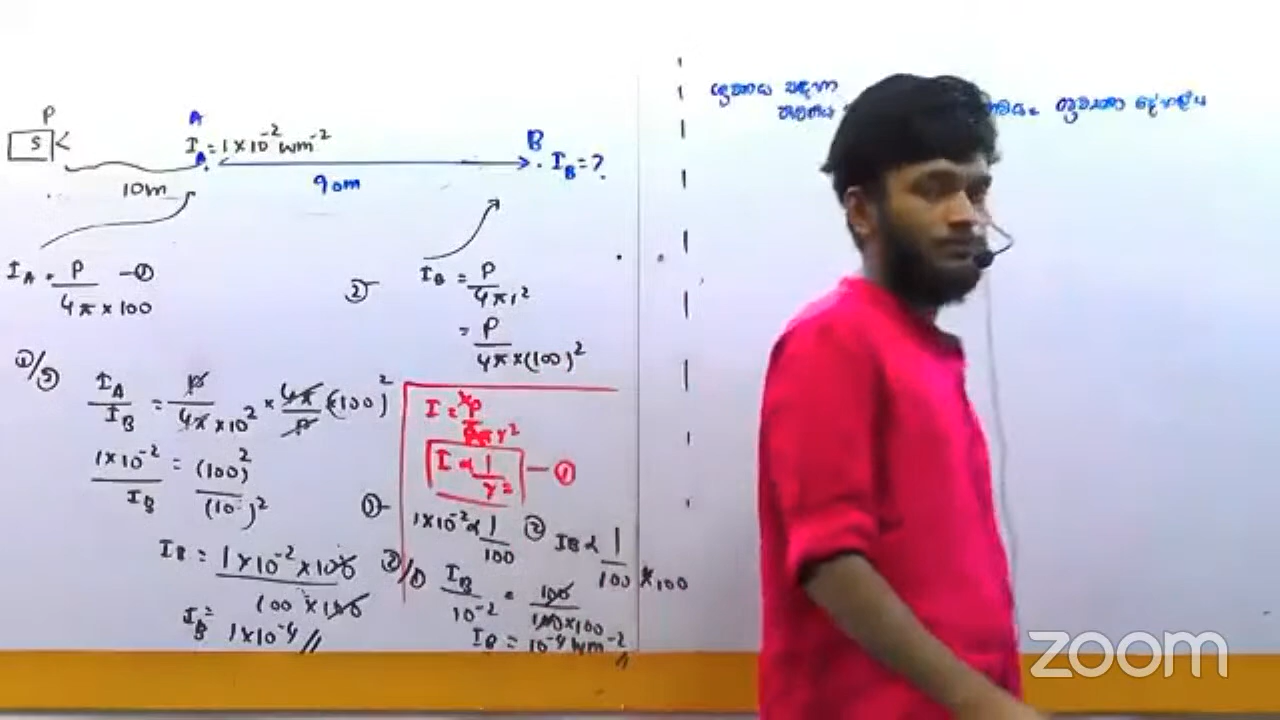 P
S
A
I = 1 × 10⁻² Wm⁻²
A
10m
90m
B
I_B = ?
I_A = P / (4π × 100) — ①
②
I_B = P / (4πr²)
= P / (4π × (100)²)
I_A / I_B = P / (4π × 10²) × 4π / P (100)²
1 × 10⁻² / I_B = (100)² / (10)²
I_B = (1 × 10⁻² × 100) / (100 × 100)
I_B = 1 × 10⁻⁴ //
I ∝ 1 / r² — ①
①- 1 × 10⁻² ∝ 1 / 100
② I_B ∝ 1 / (100 × 100)
②/① I_B / 10⁻² = 100 / (100 × 100)
I_B = 10⁻⁴ Wm⁻² //
zoom